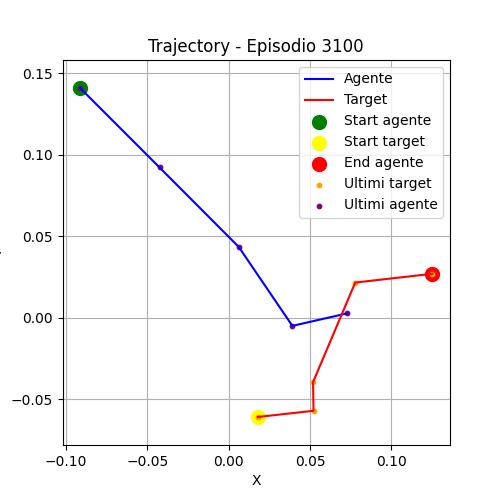 Trajectory - Episodio 3100
Agente
Target
Start agente
Start target
End agente
Ultimi target
Ultimi agente
0.15
0.10
0.05
0.00
−0.05
−0.10
−0.05
0.00
0.05
0.10
X